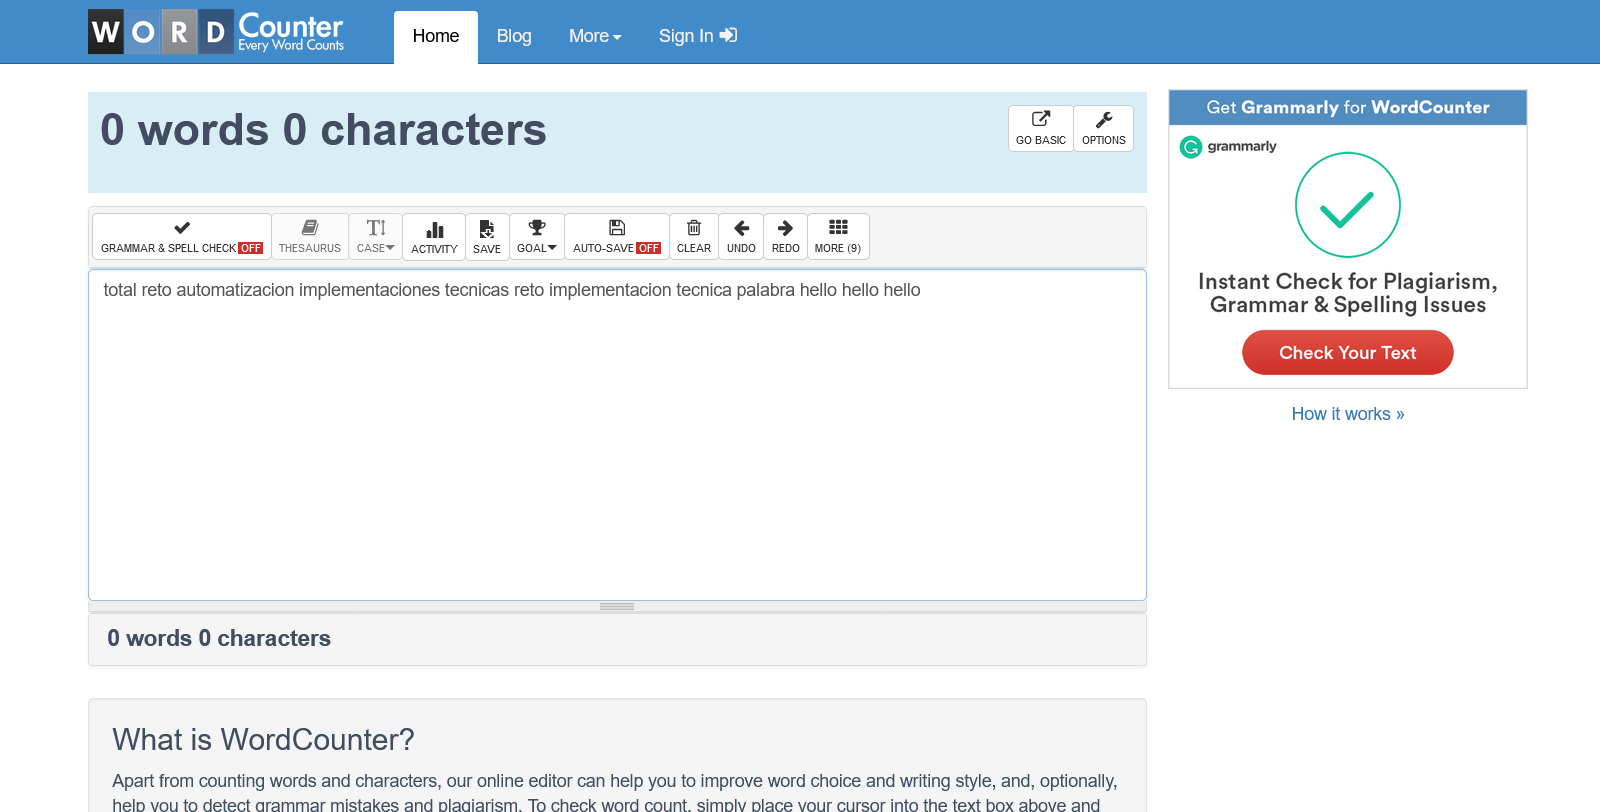 WORD Counter
Every Word Counts
Home
Blog
More
Sign In
0 words 0 characters
GO BASIC
OPTIONS
GRAMMAR & SPELL CHECK OFF
THESAURUS
CASE
ACTIVITY
SAVE
GOAL
AUTO-SAVE OFF
CLEAR
UNDO
REDO
MORE (9)
total reto automatizacion implementaciones tecnicas reto implementacion tecnica palabra hello hello hello
0 words 0 characters
What is WordCounter?
Apart from counting words and characters, our online editor can help you to improve word choice and writing style, and, optionally,
help you to detect grammar mistakes and plagiarism. To check word count, simply place your cursor into the text box above and
Get Grammarly for WordCounter
grammarly
Instant Check for Plagiarism,
Grammar & Spelling Issues
Check Your Text
How it works »